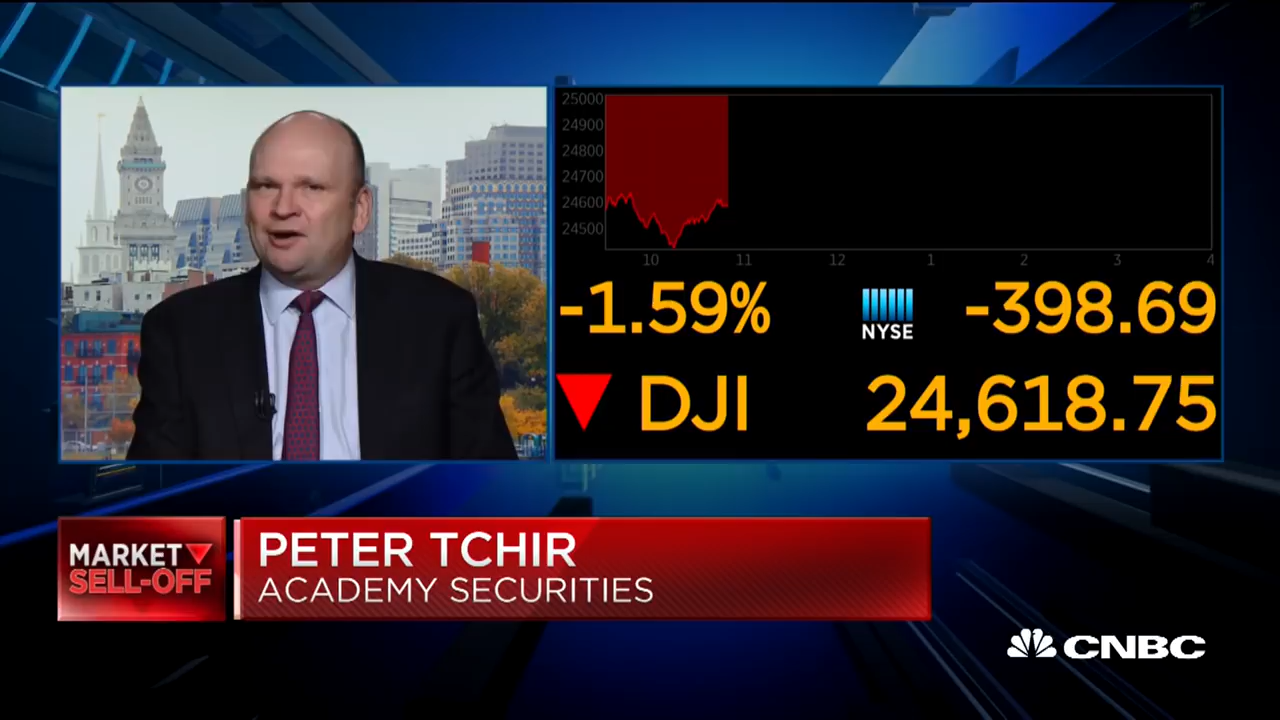 25000
24900
24800
24700
24600
24500
10 11 12 1 2 3 4
-1.59% NYSE -398.69
DJI 24,618.75
MARKET
SELL-OFF
PETER TCHIR
ACADEMY SECURITIES
CNBC